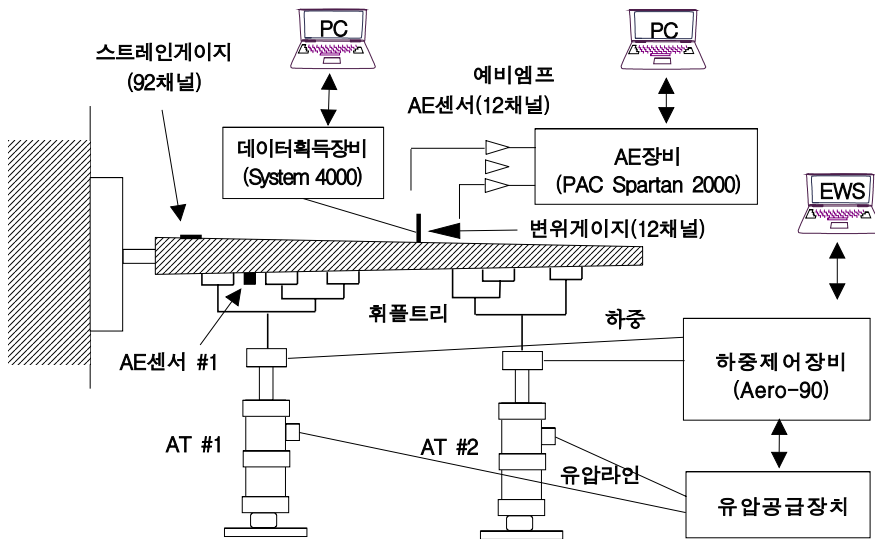 PC
PC
스트레인게이지
(92채널)
예비엠프
AE센서(12채널)
데이터획득장비
(System 4000)
AE장비
(PAC Spartan 2000)
EWS
변위게이지(12채널)
휘플트리
하중
AE센서 #1
하중제어장비
(Aero-90)
AT #1
AT #2
유압라인
유압공급장치